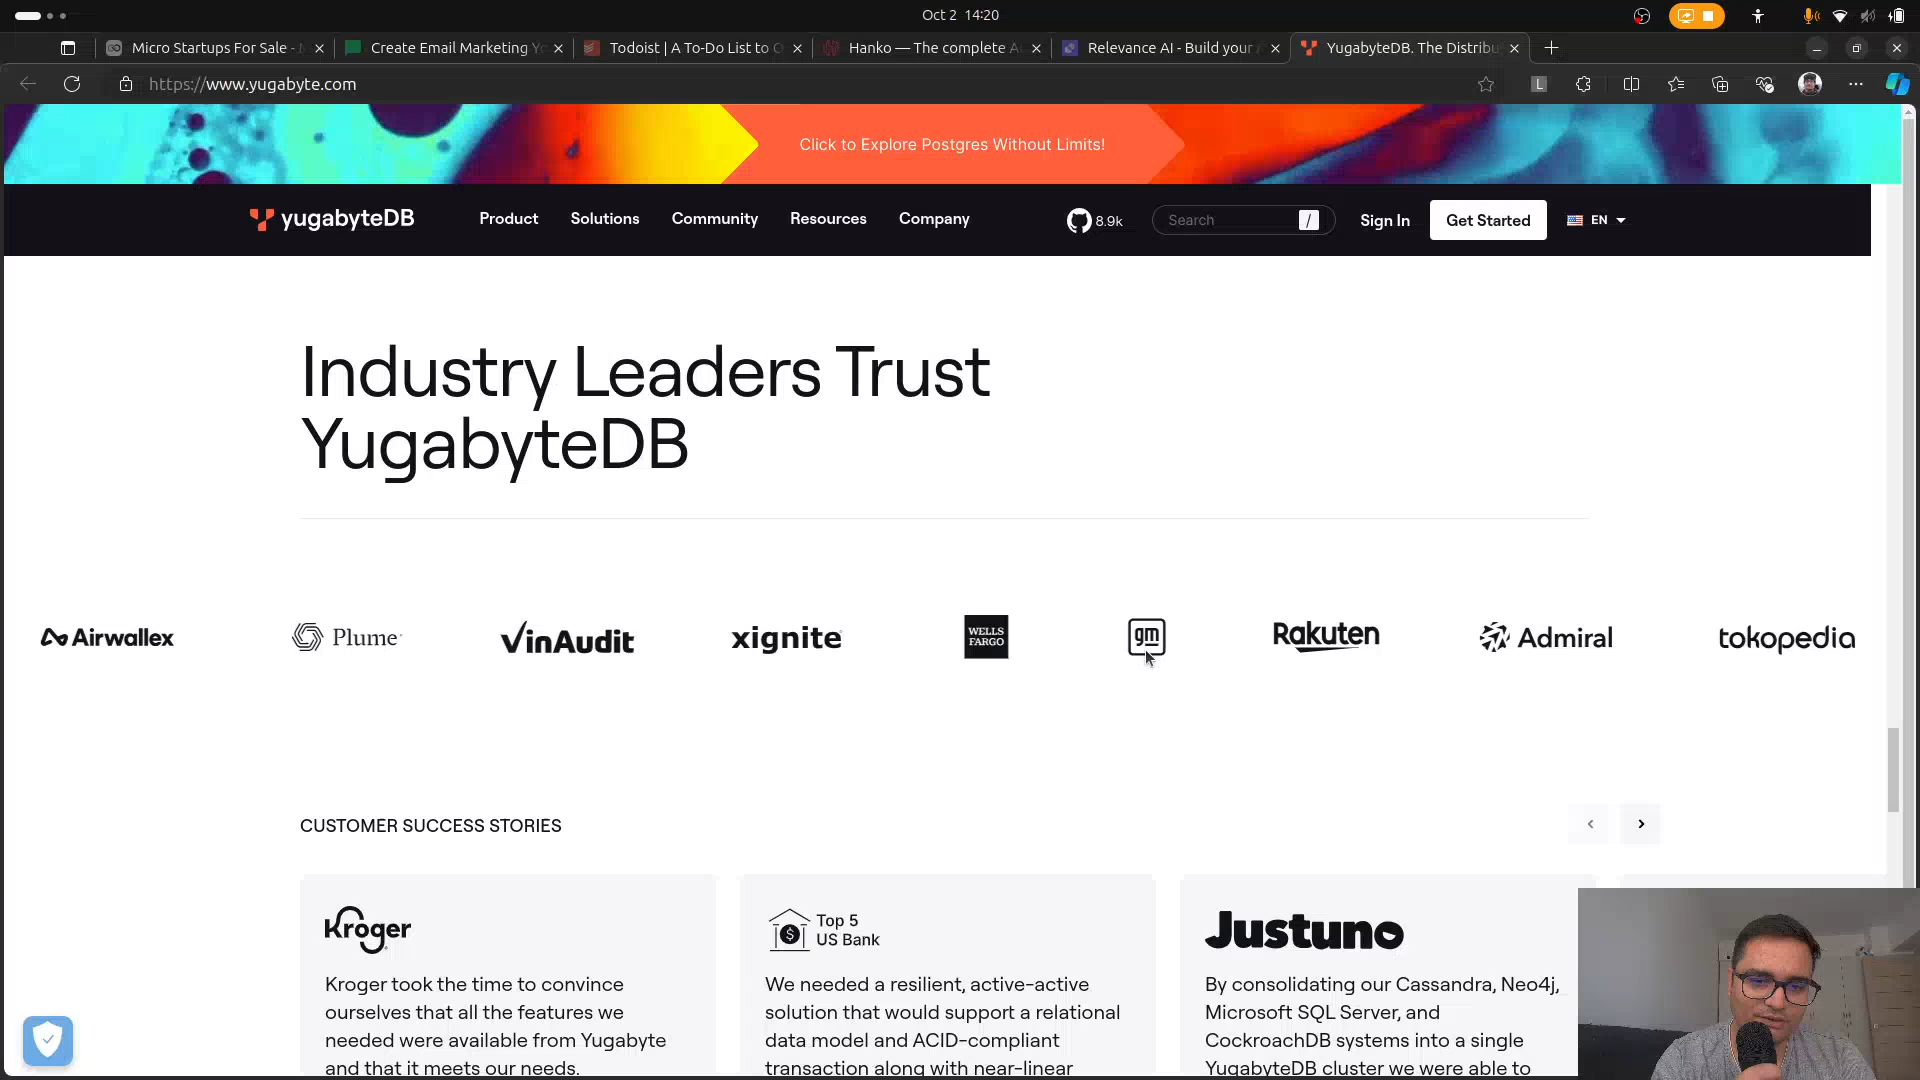 Oct 2 14:20
Micro Startups For Sale -
Create Email Marketing Yo
Todoist | A To-Do List to O
Hanko — The complete A
Relevance AI - Build your
YugabyteDB. The Distribu
https://www.yugabyte.com
L
Click to Explore Postgres Without Limits!
yugabyteDB
Product
Solutions
Community
Resources
Company
8.9k
Search
/
Sign In
Get Started
EN
Industry Leaders Trust
YugabyteDB
Airwallex
Plume
VinAudit
xignite
WELLS
FARGO
gm
Rakuten
Admiral
tokopedia
CUSTOMER SUCCESS STORIES
Kroger
Kroger took the time to convince
ourselves that all the features we
needed were available from Yugabyte
and that it meets our needs.
$
Top 5
US Bank
We needed a resilient, active-active
solution that would support a relational
data model and ACID-compliant
transaction along with near-linear
Justuno
By consolidating our Cassandra, Neo4j,
Microsoft SQL Server, and
CockroachDB systems into a single
YugabyteDB cluster we were able to